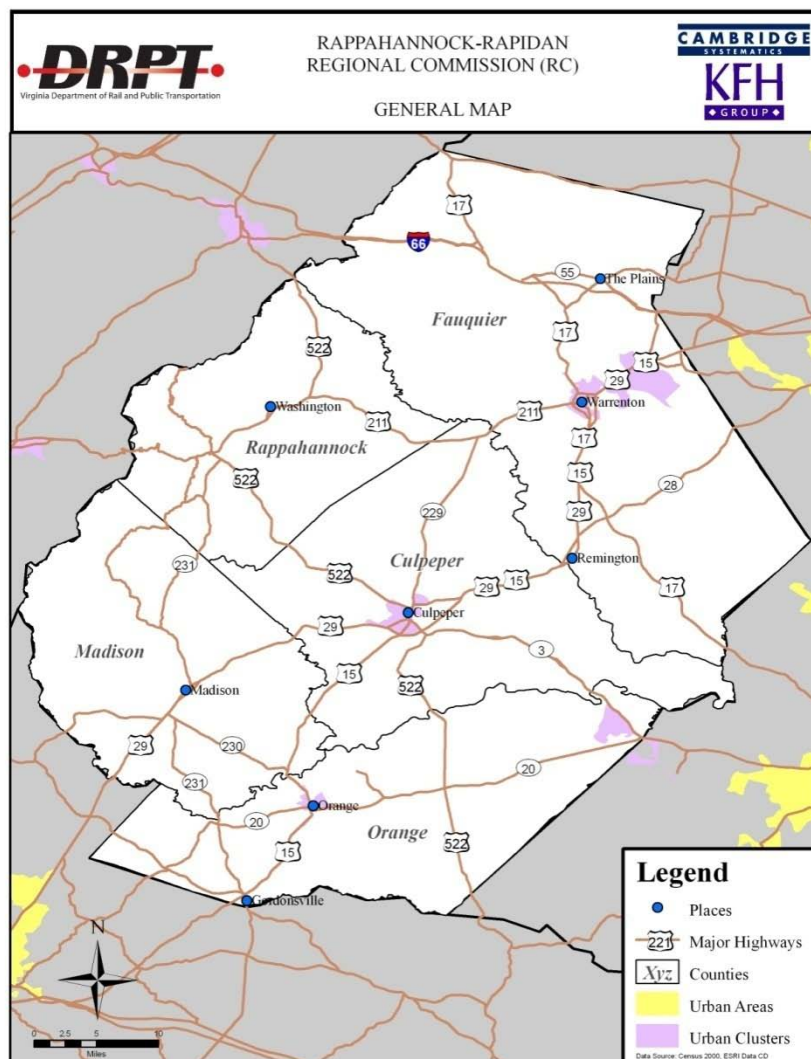 DRPT
Virginia Department of Rail and Public Transportation
RAPPAHANNOCK-RAPIDAN
REGIONAL COMMISSION (RC)
GENERAL MAP
CAMBRIDGE
SYSTEMATICS
KFH
GROUP
17
66
55
The Plains
Fauquier
17
522
15
29
Washington
211
Warrenton
211
Rappahannock
17
522
15
28
229
29
231
Culpeper
Remington
522
29
15
17
Culpeper
29
3
Madison
15
522
Madison
29
230
20
231
Orange
20
Orange
15
522
Gordonsville
N
0 2.5 5 10
Miles
Legend
Places
221
Major Highways
Xyz
Counties
Urban Areas
Urban Clusters
Data Source: Census 2000, ESRI Data CD